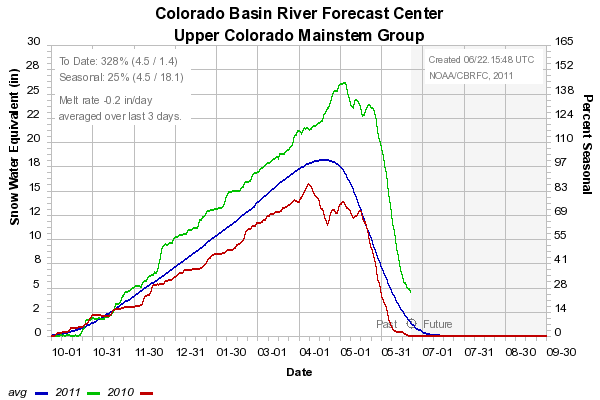 Colorado Basin River Forecast Center
Upper Colorado Mainstem Group
To Date: 328% (4.5 / 1.4)
Seasonal: 25% (4.5 / 18.1)
Melt rate -0.2 in/day
averaged over last 3 days.
Created 06/22.15:48 UTC
NOAA/CBRFC, 2011
Snow Water Equivalent (in)
30
28
25
22
20
18
15
12
10
8
5
2
0
Percent Seasonal
165
152
138
124
110
97
83
69
55
41
28
14
0
Past Future
10-01 10-31 11-30 12-31 01-30 03-01 04-01 05-01 05-31 07-01 07-31 08-30 09-30
Date
avg 2011 2010